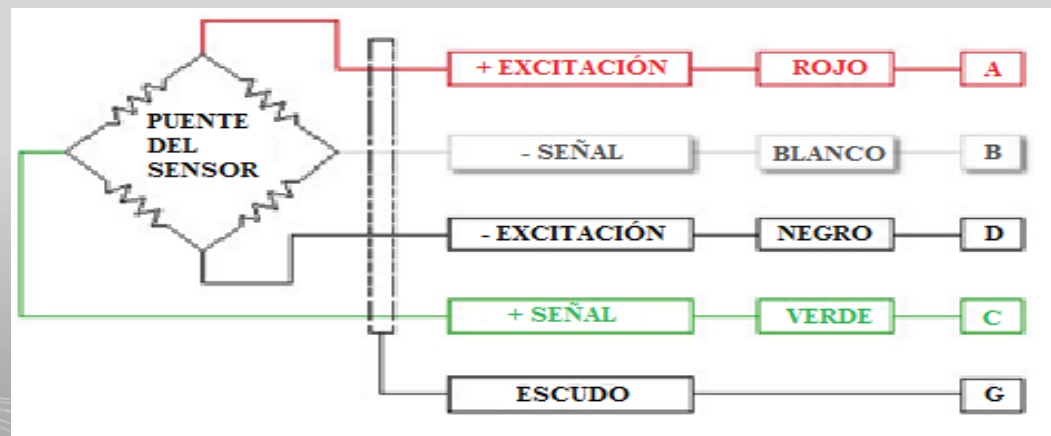 PUENTE
DEL
SENSOR
+ EXCITACIÓN ROJO A
- SEÑAL BLANCO B
- EXCITACIÓN NEGRO D
+ SEÑAL VERDE C
ESCUDO G